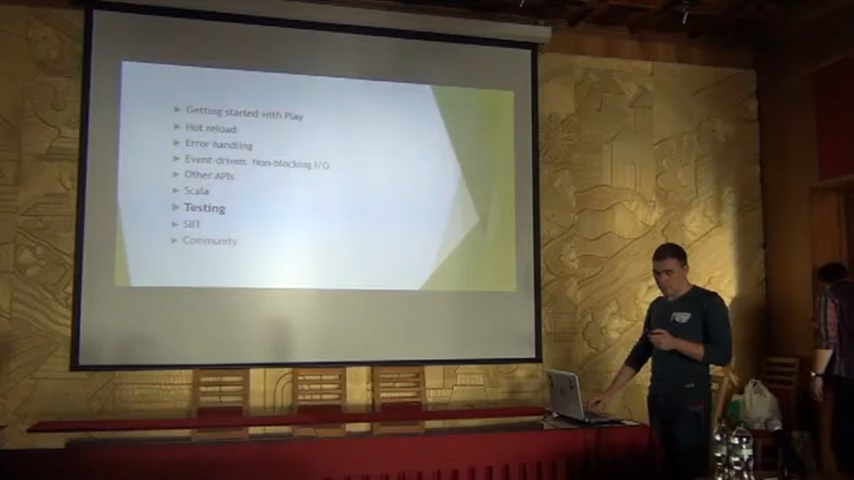 Getting started with Play
Hot reload
Error handling
Event-driven. Non-blocking I/O
Other APIs
Scala
Testing
SBT
Community